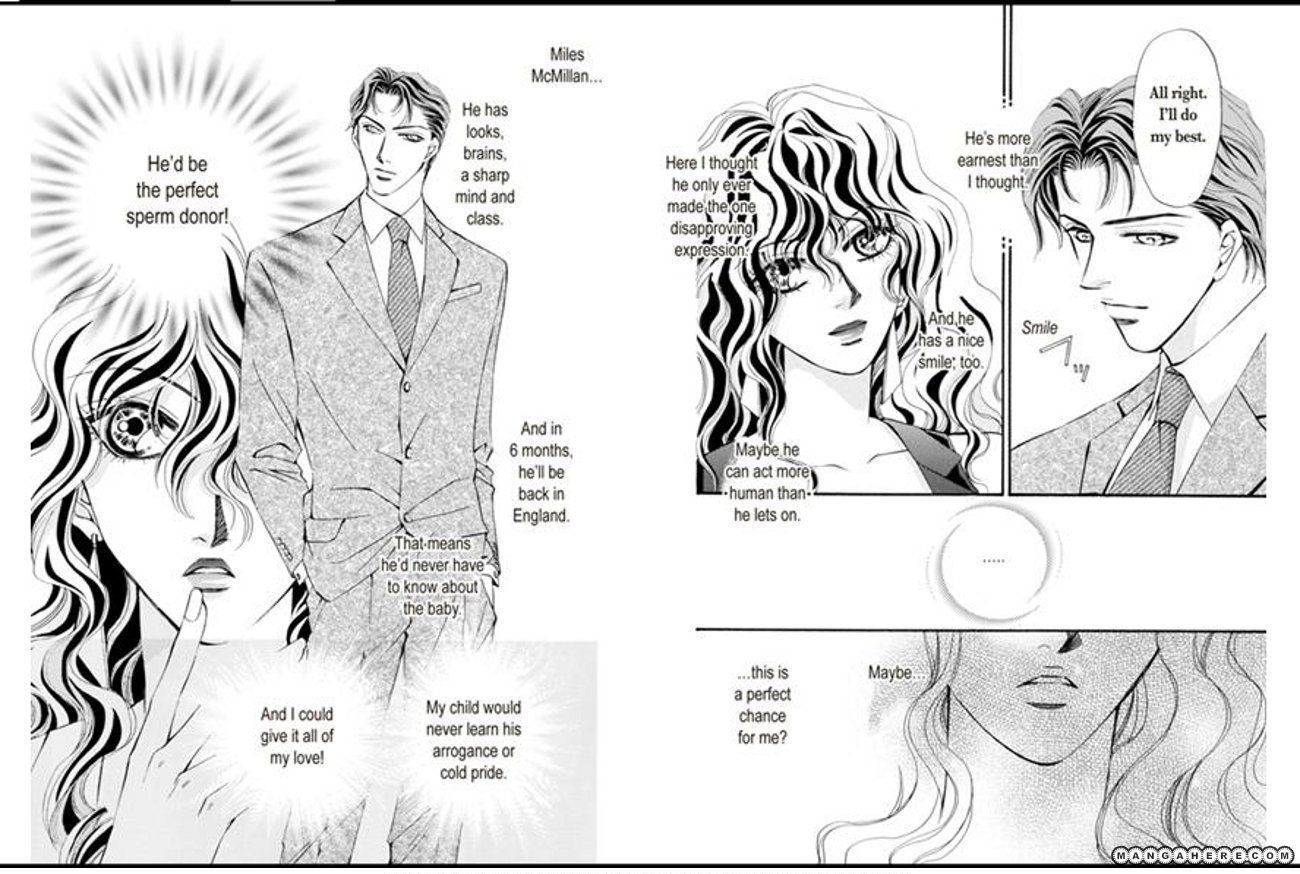 All right.
I'll do
my best.
He's more
earnest than
I thought.
Smile
Here I thought
he only ever
made the one
disapproving
expression.
And he
has a nice
smile, too.
Maybe he
can act more
human than
he lets on.
.....
Maybe...
...this is
a perfect
chance
for me?
Miles
McMillan...
He has
looks,
brains,
a sharp
mind and
class.
He'd be
the perfect
sperm donor!
And in
6 months,
he'll be
back in
England.
That means
he'd never have
to know about
the baby.
My child would
never learn his
arrogance or
cold pride.
And I could
give it all of
my love!
MANGAHERE.COM